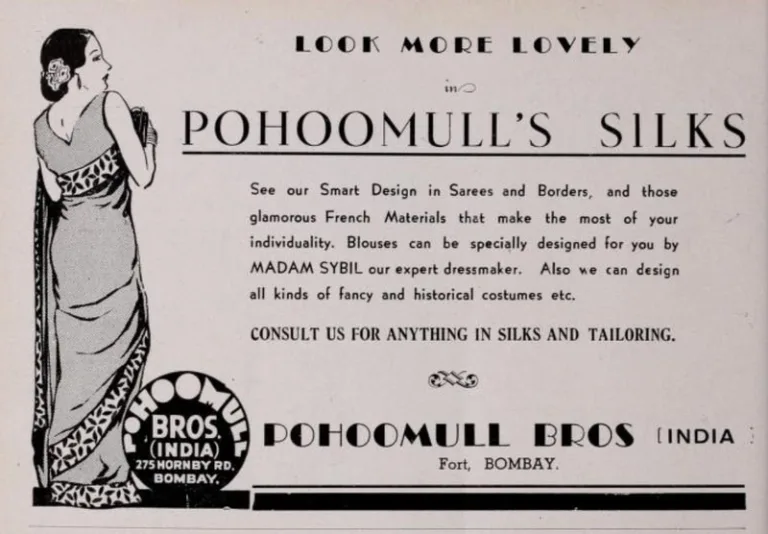 LOOK MORE LOVELY
in
POHOOMULL'S SILKS
See our Smart Design in Sarees and Borders, and those
glamorous French Materials that make the most of your
individuality. Blouses can be specially designed for you by
MADAM SYBIL our expert dressmaker. Also we can design
all kinds of fancy and historical costumes etc.
CONSULT US FOR ANYTHING IN SILKS AND TAILORING.
POHOOMULL
BROS.
(INDIA)
275 HORNBY RD.
BOMBAY.
POHOOMULL BROS (INDIA
Fort, BOMBAY.